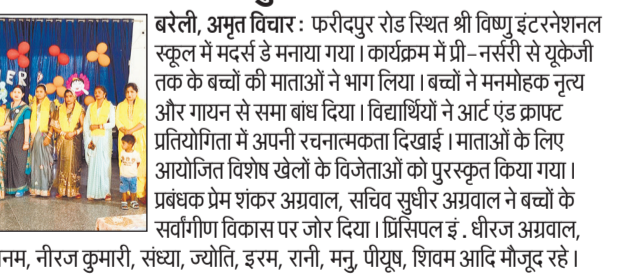 बरेली, अमृत विचार : फरीदपुर रोड स्थित श्री विष्णु इंटरनेशनल
स्कूल में मदर्स डे मनाया गया। कार्यक्रम में प्री-नर्सरी से यूकेजी
तक के बच्चों की माताओं ने भाग लिया। बच्चों ने मनमोहक नृत्य
और गायन से समा बांध दिया। विद्यार्थियों ने आर्ट एंड क्राफ्ट
प्रतियोगिता में अपनी रचनात्मकता दिखाई। माताओं के लिए
आयोजित विशेष खेलों के विजेताओं को पुरस्कृत किया गया।
प्रबंधक प्रेम शंकर अग्रवाल, सचिव सुधीर अग्रवाल ने बच्चों के
सर्वांगीण विकास पर जोर दिया। प्रिंसिपल इं. धीरज अग्रवाल,
नीरज कुमारी, संध्या, ज्योति, इरम, रानी, मनु, पीयूष, शिवम आदि मौजूद रहे।